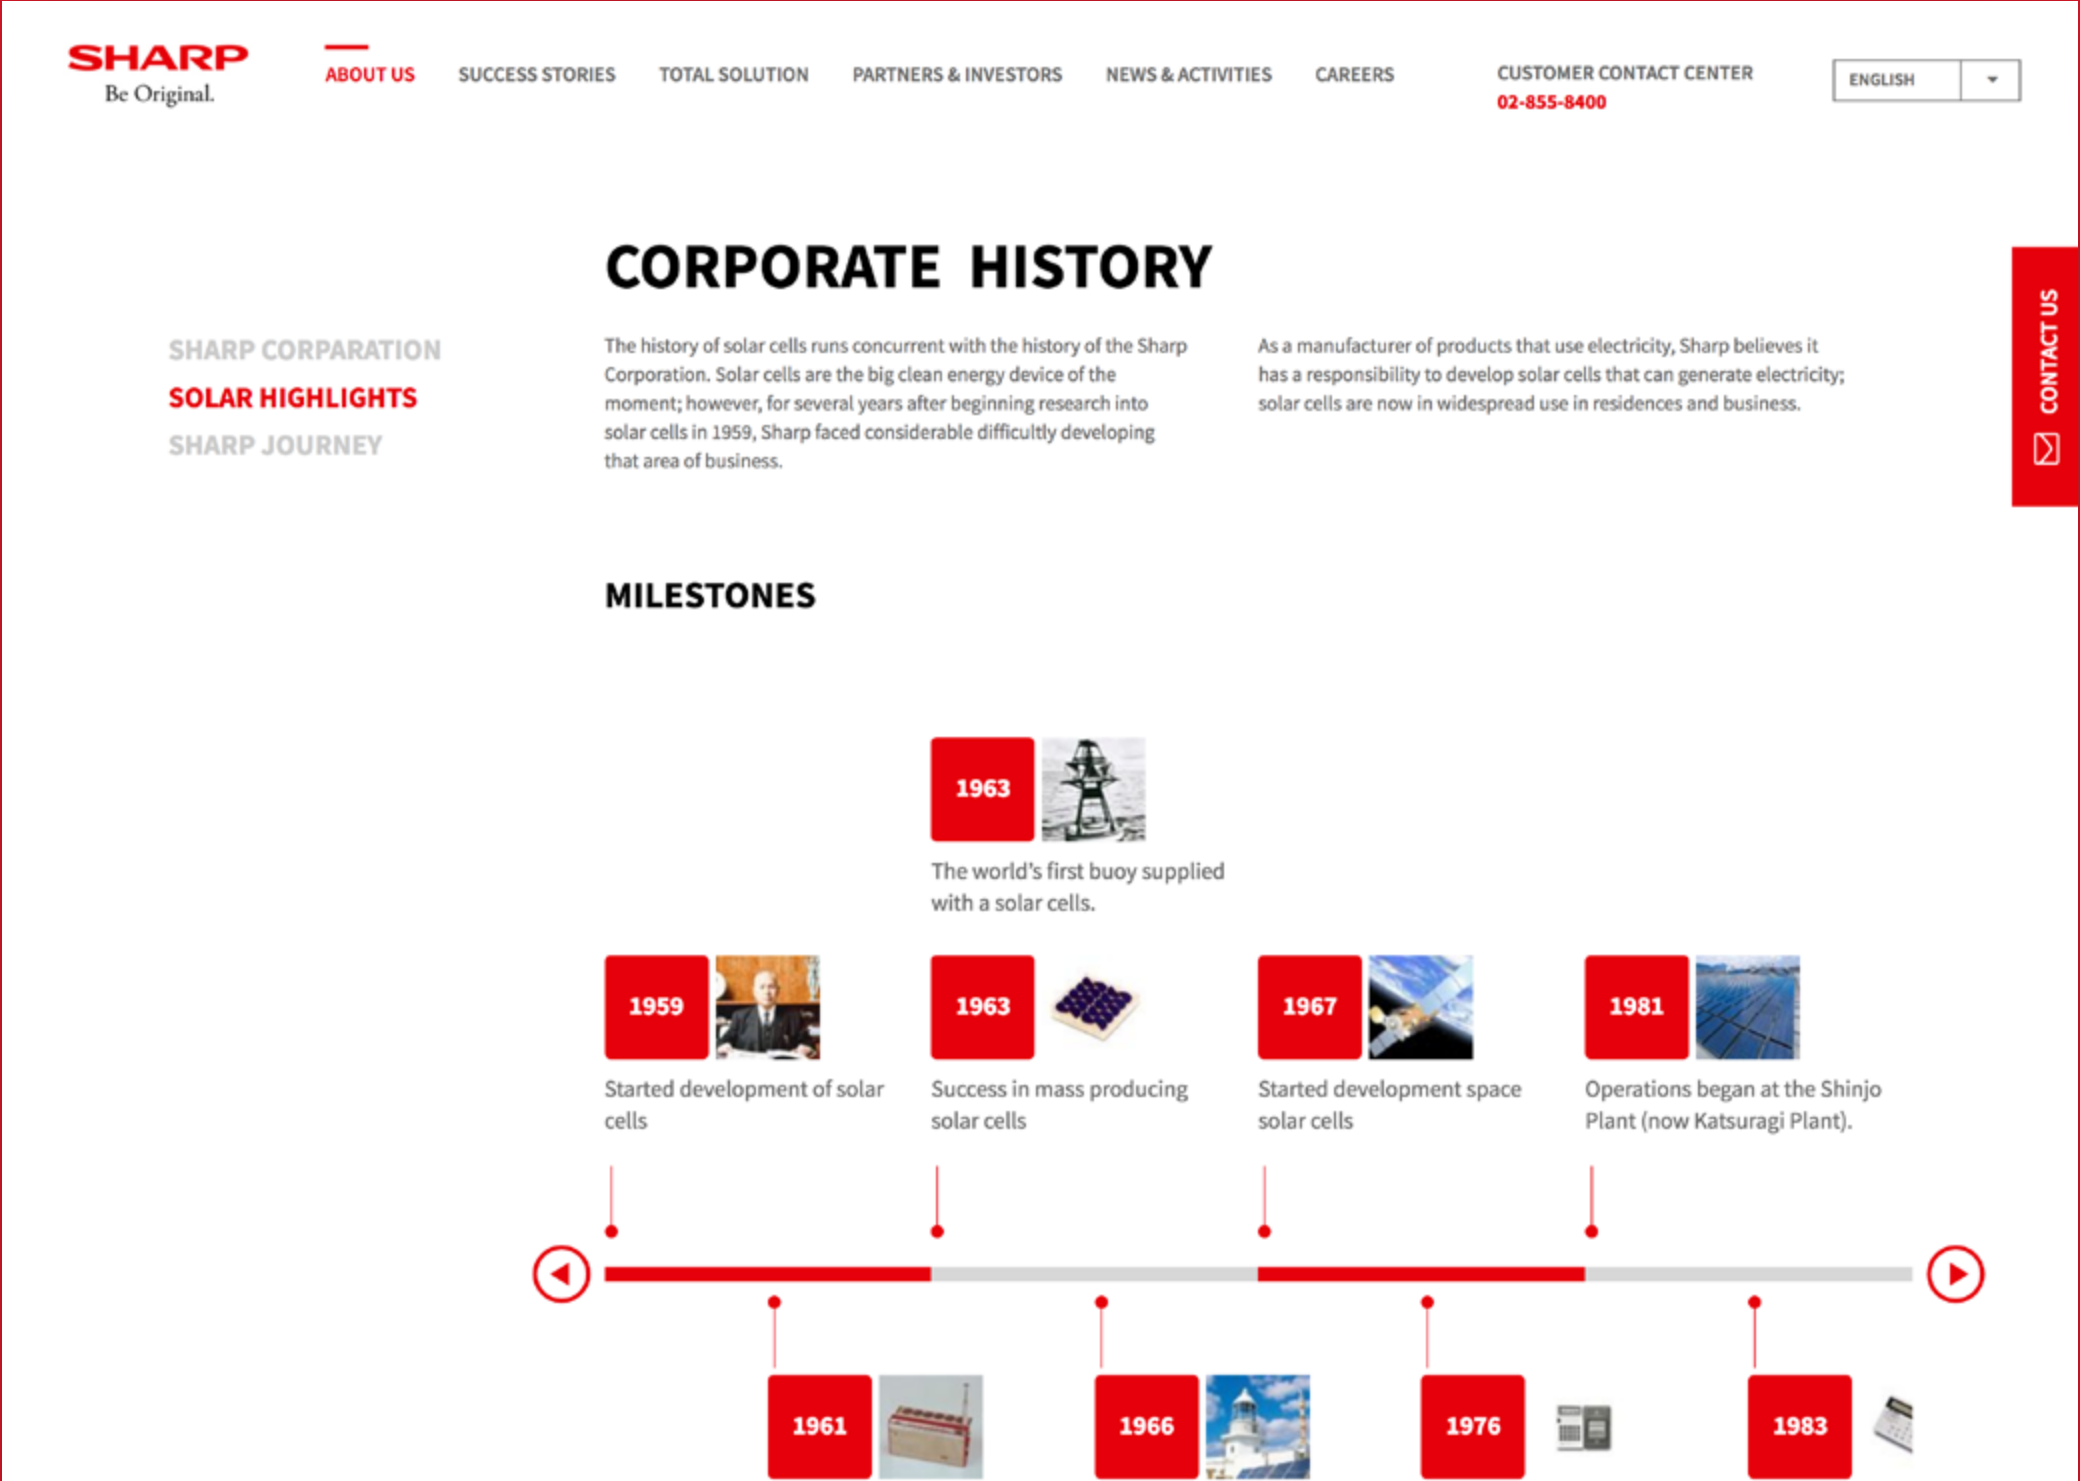 SHARP
Be Original.
ABOUT US
SUCCESS STORIES
TOTAL SOLUTION
PARTNERS & INVESTORS
NEWS & ACTIVITIES
CAREERS
CUSTOMER CONTACT CENTER
02-855-8400
ENGLISH
CONTACT US
SHARP CORPARATION
SOLAR HIGHLIGHTS
SHARP JOURNEY
CORPORATE HISTORY
The history of solar cells runs concurrent with the history of the Sharp
Corporation. Solar cells are the big clean energy device of the
moment; however, for several years after beginning research into
solar cells in 1959, Sharp faced considerable difficultly developing
that area of business.
As a manufacturer of products that use electricity, Sharp believes it
has a responsibility to develop solar cells that can generate electricity;
solar cells are now in widespread use in residences and business.
MILESTONES
1963
The world's first buoy supplied
with a solar cells.
1959
Started development of solar
cells
1963
Success in mass producing
solar cells
1967
Started development space
solar cells
1981
Operations began at the Shinjo
Plant (now Katsuragi Plant).
1961
1966
1976
1983